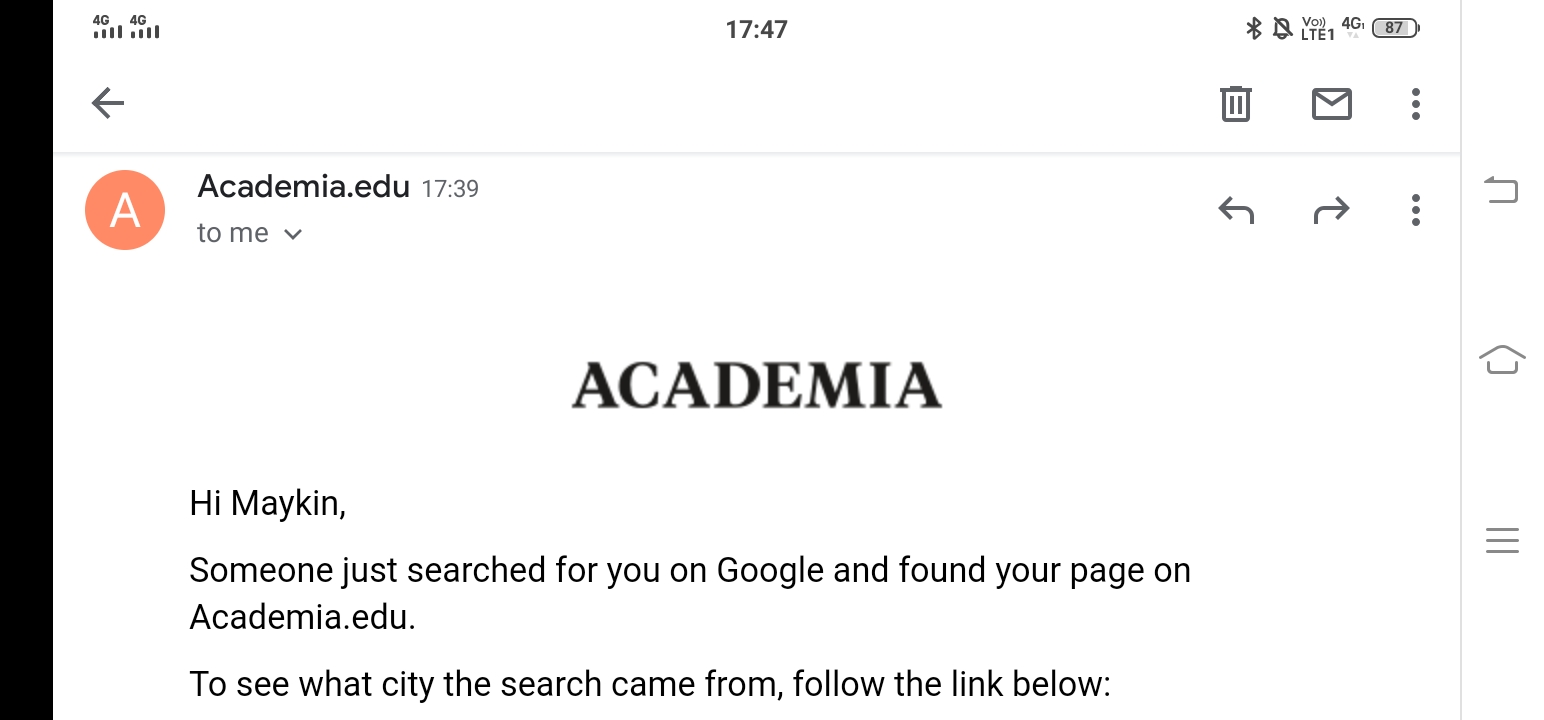 4G 4G 17:47 Vo)) LTE1 4G1 87
A Academia.edu 17:39
to me
ACADEMIA
Hi Maykin,
Someone just searched for you on Google and found your page on
Academia.edu.
To see what city the search came from, follow the link below: